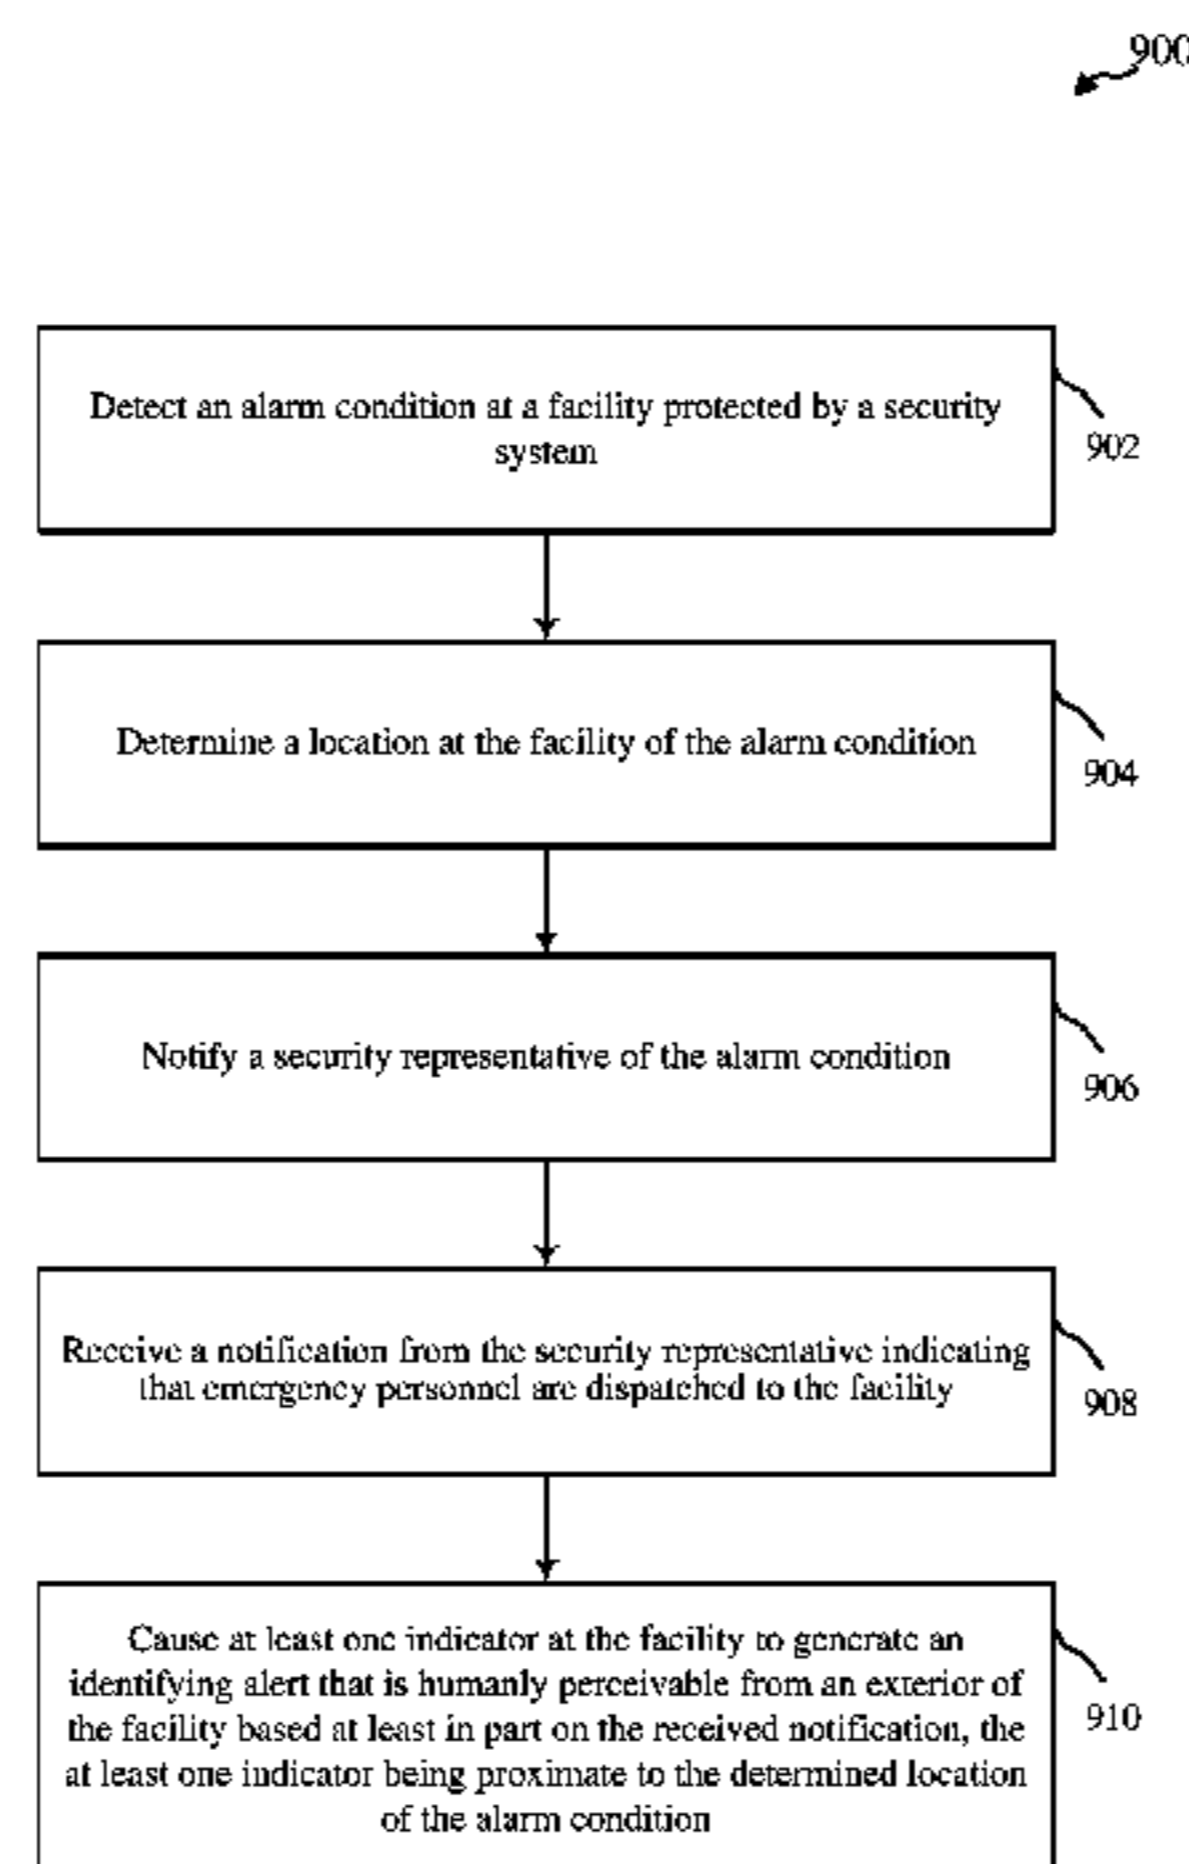 900
Detect an alarm condition at a facility protected by a security
system
902
Determine a location at the facility of the alarm condition
904
Notify a security representative of the alarm condition
906
Receive a notification from the security representative indicating
that emergency personnel are dispatched to the facility
908
Cause at least one indicator at the facility to generate an
identifying alert that is humanly perceivable from an exterior of
the facility based at least in part on the received notification, the
at least one indicator being proximate to the determined location
of the alarm condition
910